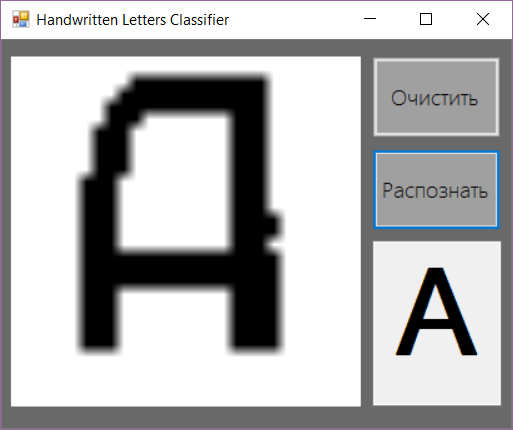 Handwritten Letters Classifier
A
Очистить
Распознать
A